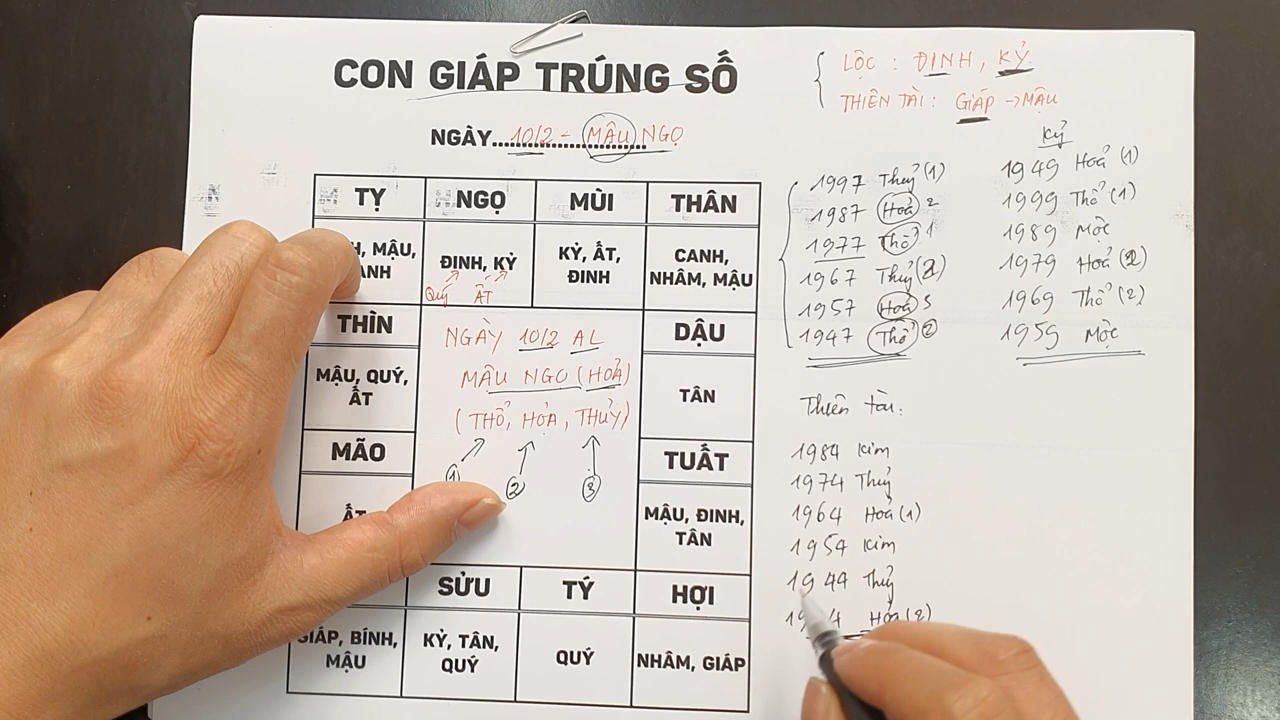 CON GIÁP TRÚNG SỐ
NGÀY 10/2 - MẬU NGỌ
LỘC : ĐINH, KỶ.
THIÊN TÀI : GIÁP → MẬU
TỴ NGỌ MÙI THÂN
MẬU, ĐINH, KỶ KỶ, ẤT, CANH,
ĐINH NHÂM, MẬU
Quý ẤT
THÌN
MẬU, QUÝ,
ẤT
MÃO
NGÀY 10/2 AL
MẬU NGỌ (HOẢ)
(THỔ, HỎA, THỦY)
1 2 3
DẬU
TÂN
TUẤT
MẬU, ĐINH,
TÂN
SỬU TÝ HỢI
GIÁP, BÍNH, KỶ, TÂN, QUÝ NHÂM, GIÁP
MẬU QUÝ
1997 Thuỷ (1)
1987 Hoả 2
1977 Thổ 1
1967 Thuỷ (2)
1957 Hoả 3
1947 Thổ 2
Kỷ
1949 Hoả (1)
1999 Thổ (1)
1989 Mộc
1979 Hoả (2)
1969 Thổ (2)
1959 Mộc
Thiên tài:
1984 Kim
1974 Thuỷ
1964 Hoả (1)
1954 Kim
1944 Thuỷ
Hỏa (2)